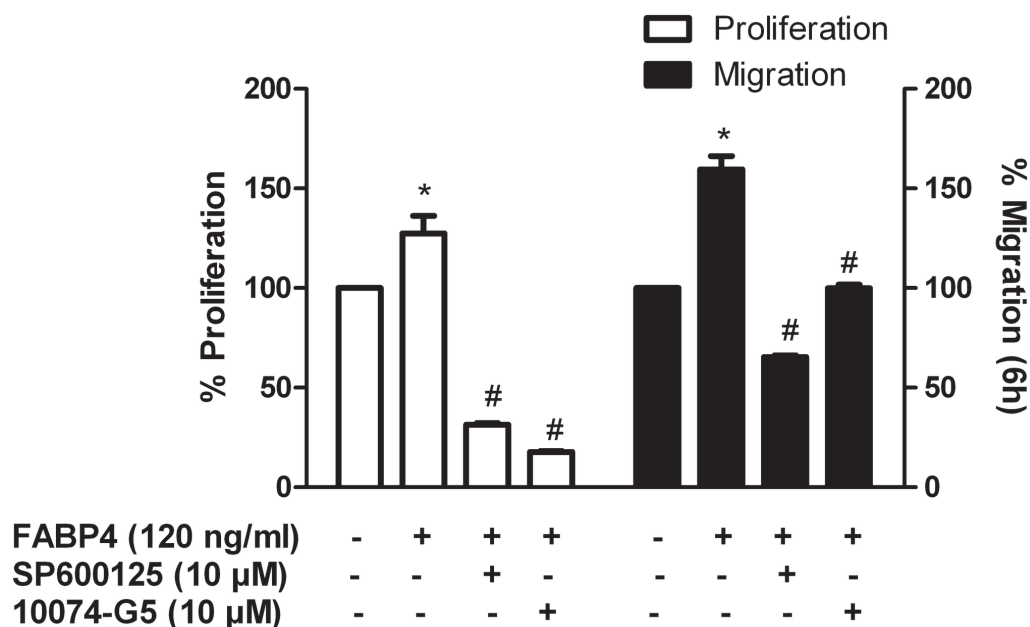 Proliferation
Migration
200 200
* *
150 150
% Proliferation
% Migration (6h)
#
100 100
#
50 50
# #
0 0
FABP4 (120 ng/ml) - + + + - + + +
SP600125 (10 µM) - - + - - - + -
10074-G5 (10 µM) - - - + - - - +